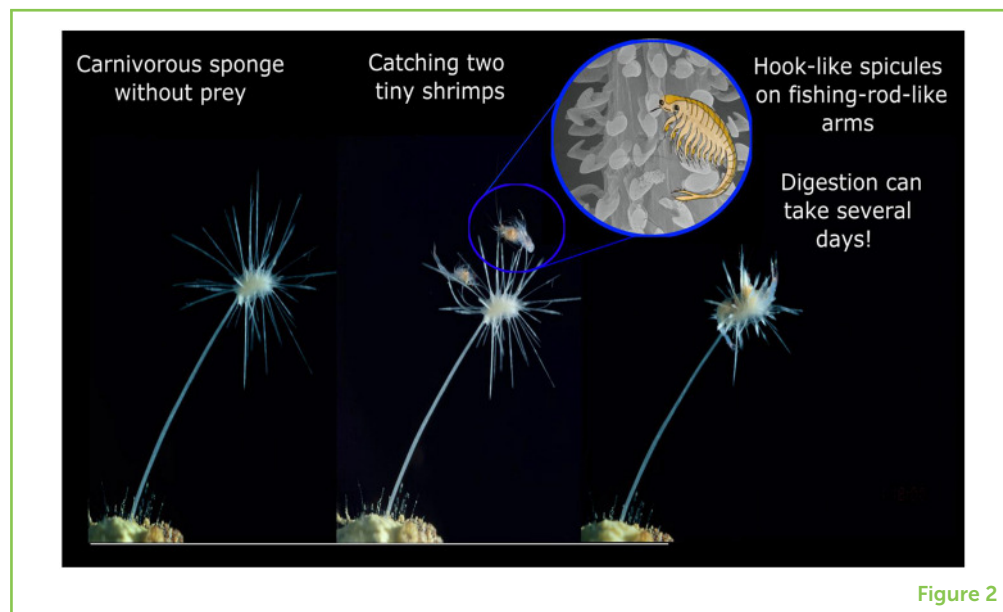 Carnivorous sponge
without prey
Catching two
tiny shrimps
Hook-like spicules
on fishing-rod-like
arms
Digestion can
take several
days!
Figure 2